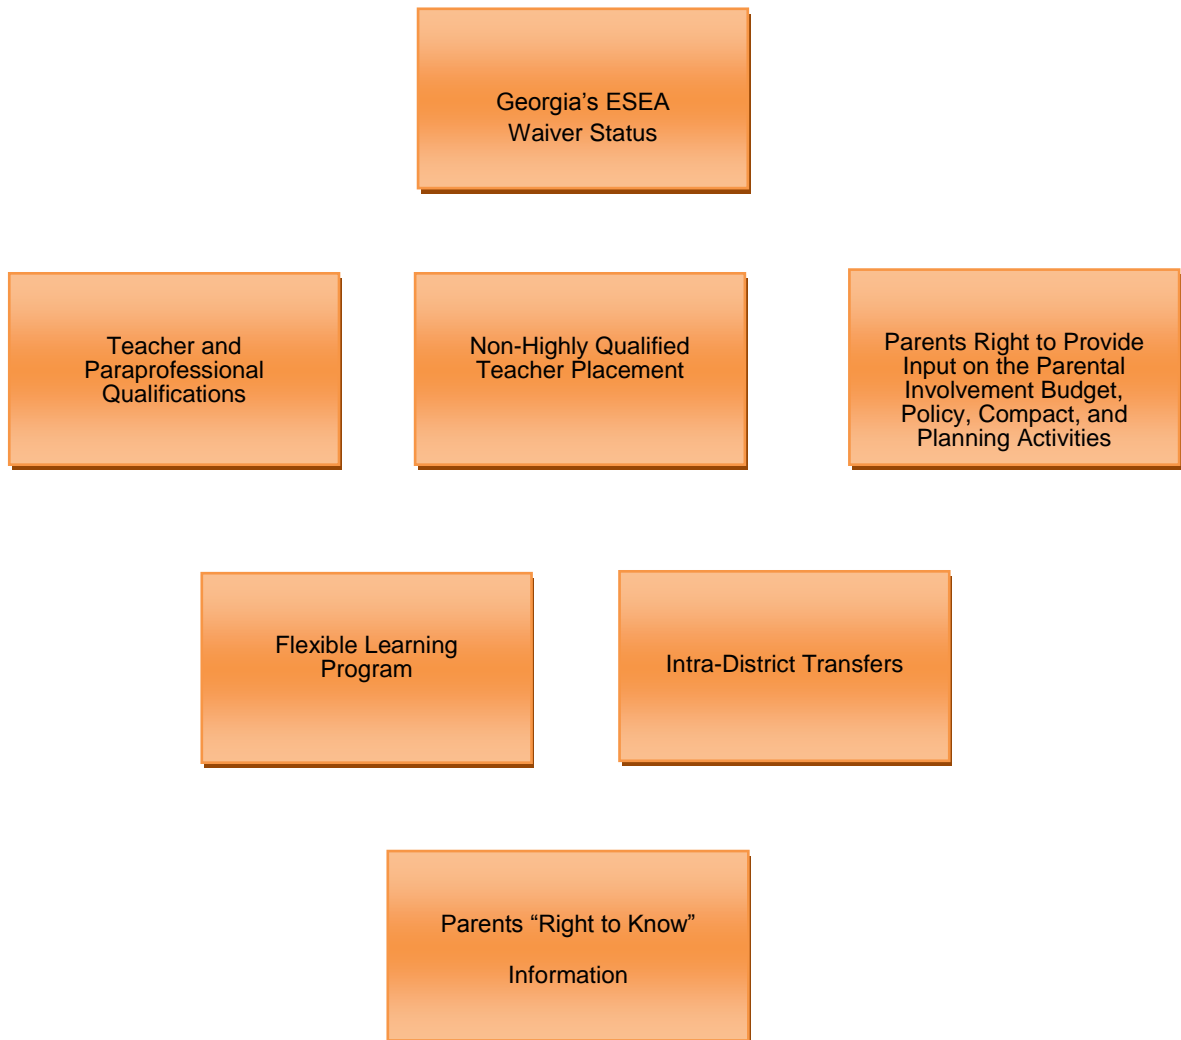 Georgia’s ESEA
Waiver Status
Teacher and
Paraprofessional
Qualifications
Non-Highly Qualified
Teacher Placement
Parents Right to Provide
Input on the Parental
Involvement Budget,
Policy, Compact, and
Planning Activities
Flexible Learning
Program
Intra-District Transfers
Parents “Right to Know”
Information